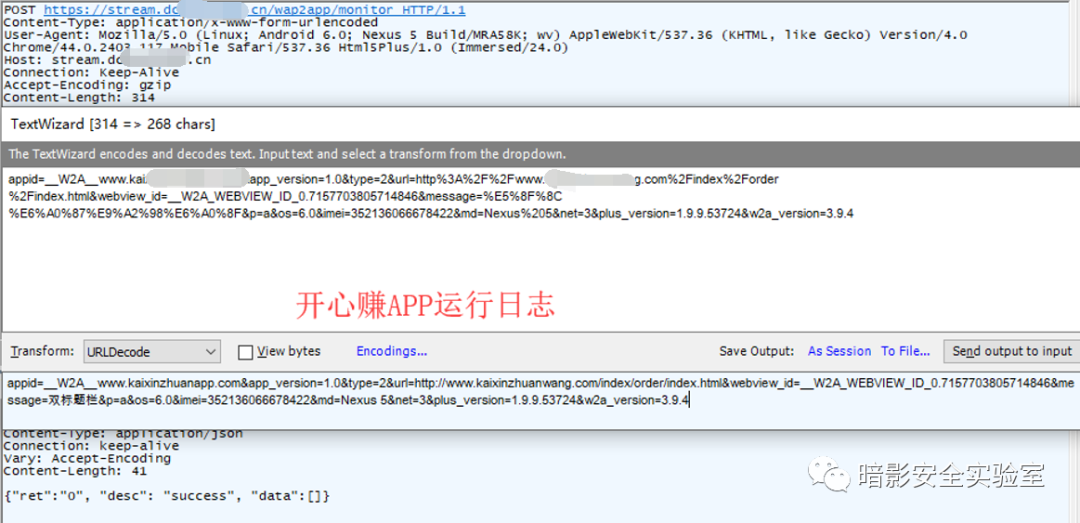 POST https://stream.dc cn/wap2app/monitor HTTP/1.1
Content-Type: application/x-www-form-urlencoded
User-Agent: Mozilla/5.0 (Linux; Android 6.0; Nexus 5 Build/MRA58K; wv) AppleWebKit/537.36 (KHTML, like Gecko) Version/4.0
Chrome/44.0.2403.117 Mobile Safari/537.36 Html5Plus/1.0 (Immersed/24.0)
Host: stream.dc .cn
Connection: Keep-Alive
Accept-Encoding: gzip
Content-Length: 314
TextWizard [314 => 268 chars]
The TextWizard encodes and decodes text. Input text and select a transform from the dropdown.
appid=__W2A__www.kai app_version=1.0&type=2&url=http%3A%2F%2Fwww. ng.com%2Findex%2Forder
%2Findex.html&webview_id=__W2A_WEBVIEW_ID_0.7157703805714846&message=%E5%8F%8C
%E6%A0%87%E9%A2%98%E6%A0%8F&p=a&os=6.0&imei=352136066678422&md=Nexus%205&net=3&plus_version=1.9.9.53724&w2a_version=3.9.4
开心赚APP运行日志
Transform: URLDecode View bytes Encodings... Save Output: As Session To File... Send output to input
appid=__W2A__www.kaixinzhuanapp.com&app_version=1.0&type=2&url=http://www.kaixinzhuanwang.com/index/order/index.html&webview_id=__W2A_WEBVIEW_ID_0.7157703805714846&me
ssage=双标题栏&p=a&os=6.0&imei=352136066678422&md=Nexus 5&net=3&plus_version=1.9.9.53724&w2a_version=3.9.4
Content-Type: application/json
Connection: keep-alive
Vary: Accept-Encoding
Content-Length: 41
{"ret":"0", "desc": "success", "data":[]}
暗影安全实验室